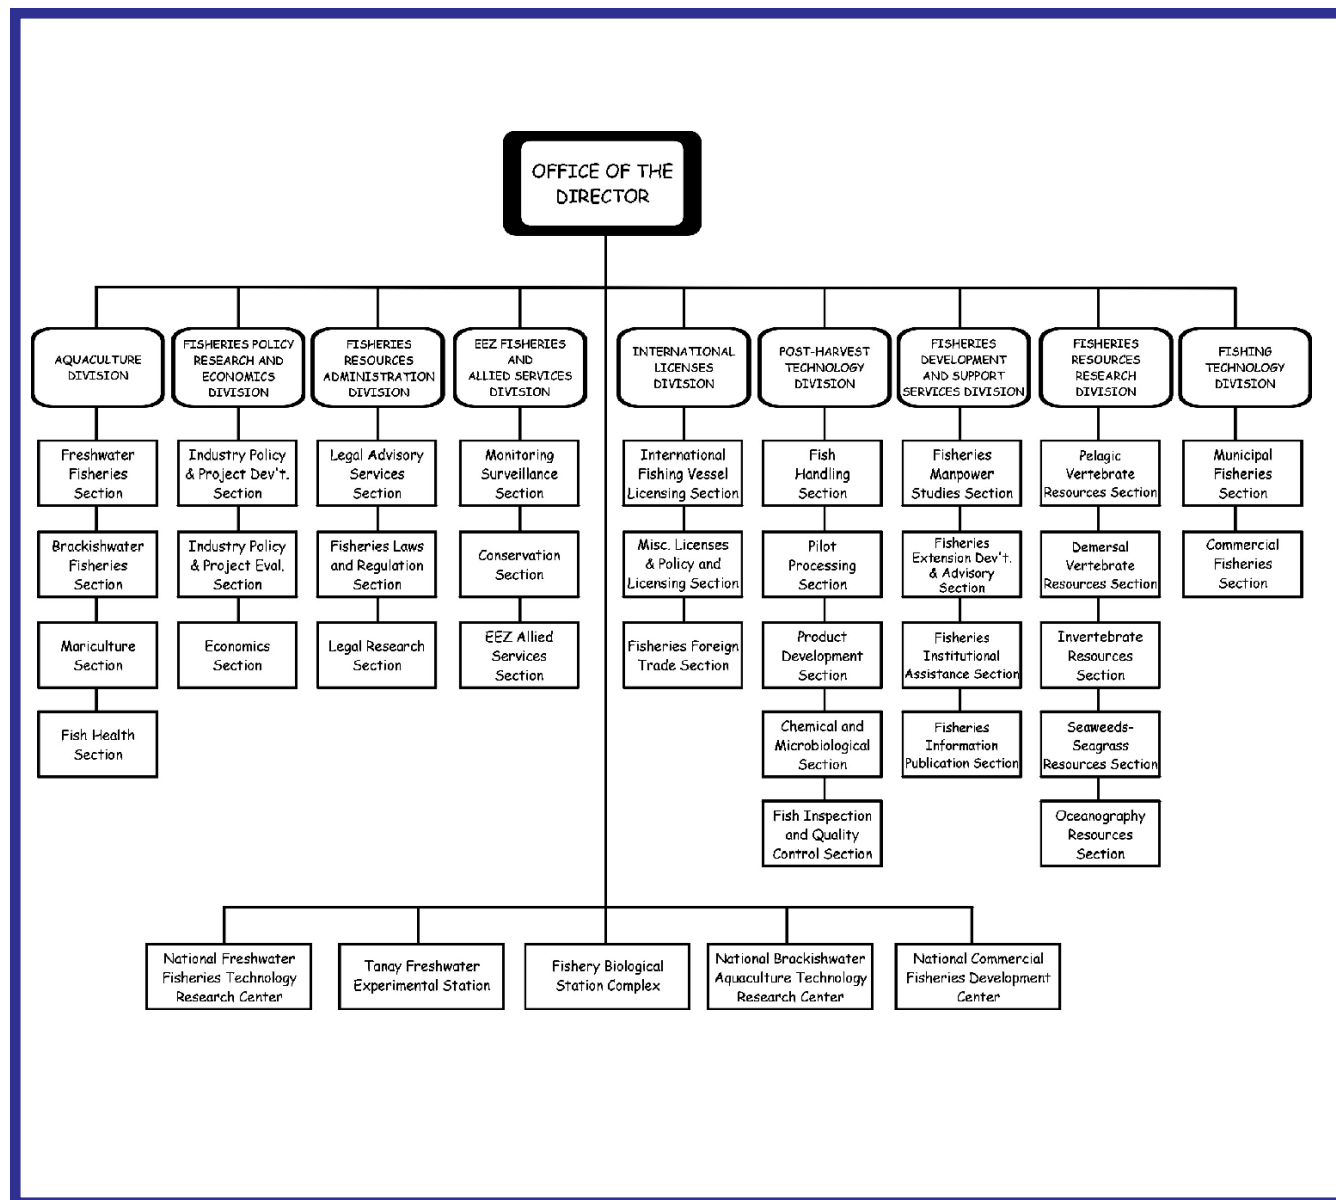 OFFICE OF THE
DIRECTOR
AQUACULTURE
DIVISION
FISHERIES POLICY
RESEARCH AND
ECONOMICS
DIVISION
FISHERIES
RESOURCES
ADMINISTRATION
DIVISION
EEZ FISHERIES
AND
ALLIED SERVICES
DIVISION
INTERNATIONAL
LICENSES
DIVISION
POST-HARVEST
TECHNOLOGY
DIVISION
FISHERIES
DEVELOPMENT
AND SUPPORT
SERVICES DIVISION
FISHERIES
RESOURCES
RESEARCH
DIVISION
FISHING
TECHNOLOGY
DIVISION
Freshwater
Fisheries
Section
Industry Policy
& Project Dev't.
Section
Legal Advisory
Services
Section
Monitoring
Surveillance
Section
International
Fishing Vessel
Licensing Section
Fish
Handling
Section
Fisheries
Manpower
Studies Section
Pelagic
Vertebrate
Resources Section
Municipal
Fisheries
Section
Brackishwater
Fisheries
Section
Industry Policy
& Project Eval.
Section
Fisheries Laws
and Regulation
Section
Conservation
Section
Misc. Licenses
& Policy and
Licensing Section
Pilot
Processing
Section
Fisheries
Extension Dev't.
& Advisory
Section
Demersal
Vertebrate
Resources Section
Commercial
Fisheries
Section
Mariculture
Section
Economics
Section
Legal Research
Section
EEZ Allied
Services
Section
Fisheries Foreign
Trade Section
Product
Development
Section
Fisheries
Institutional
Assistance Section
Invertebrate
Resources
Section
Fish Health
Section
Chemical and
Microbiological
Section
Fisheries
Information
Publication Section
Seaweeds-
Seagrass
Resources Section
Fish Inspection
and Quality
Control Section
Oceanography
Resources
Section
National Freshwater
Fisheries Technology
Research Center
Tanay Freshwater
Experimental Station
Fishery Biological
Station Complex
National Brackishwater
Aquaculture Technology
Research Center
National Commercial
Fisheries Development
Center